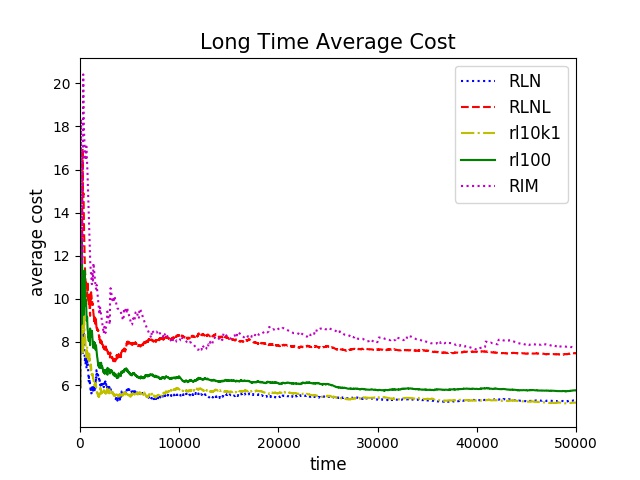 Long Time Average Cost
average cost
20
18
16
14
12
10
8
6
RLN
RLNL
rl10k1
rl100
RIM
0 10000 20000 30000 40000 50000
time